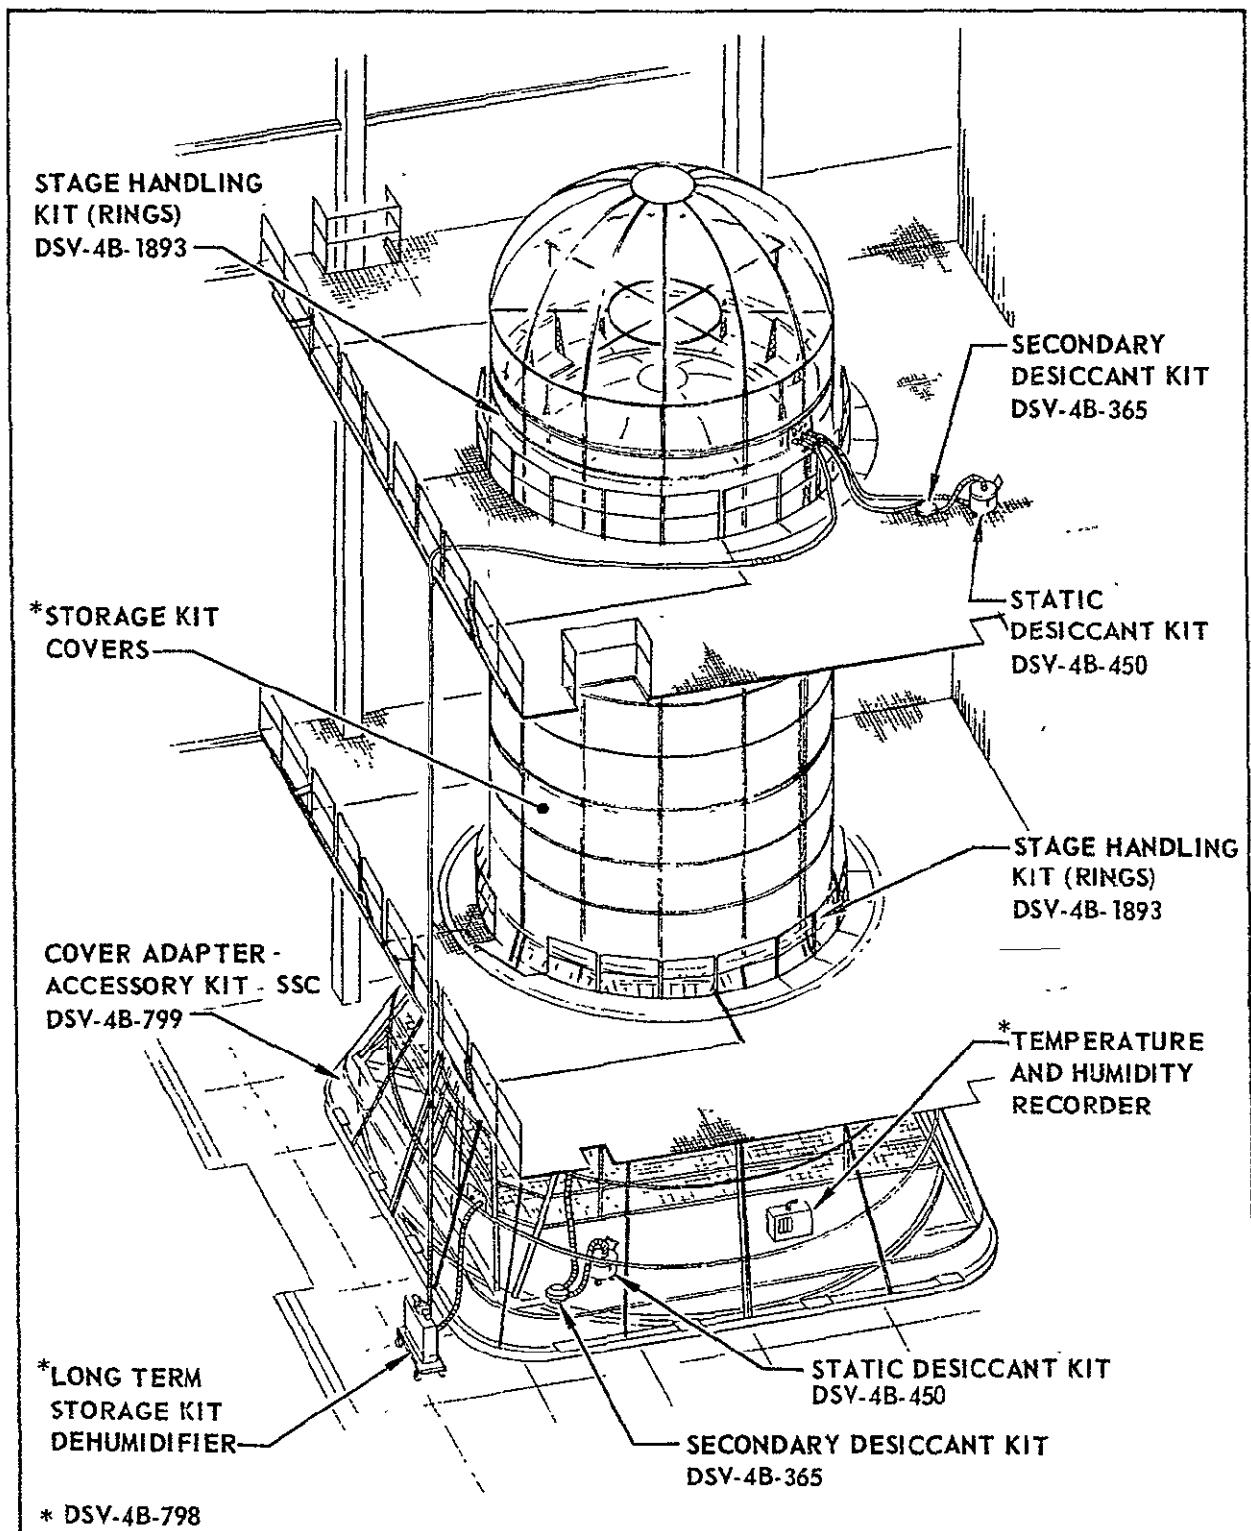 STAGE HANDLING
KIT (RINGS)
DSV-4B-1893
SECONDARY
DESICCANT KIT
DSV-4B-365
*STORAGE KIT
COVERS
STATIC
DESICCANT KIT
DSV-4B-450
STAGE HANDLING
KIT (RINGS)
DSV-4B-1893
COVER ADAPTER -
ACCESSORY KIT - SSC
DSV-4B-799
*TEMPERATURE
AND HUMIDITY
RECORDER
*LONG TERM
STORAGE KIT
DEHUMIDIFIER
STATIC DESICCANT KIT
DSV-4B-450
SECONDARY DESICCANT KIT
DSV-4B-365
* DSV-4B-798